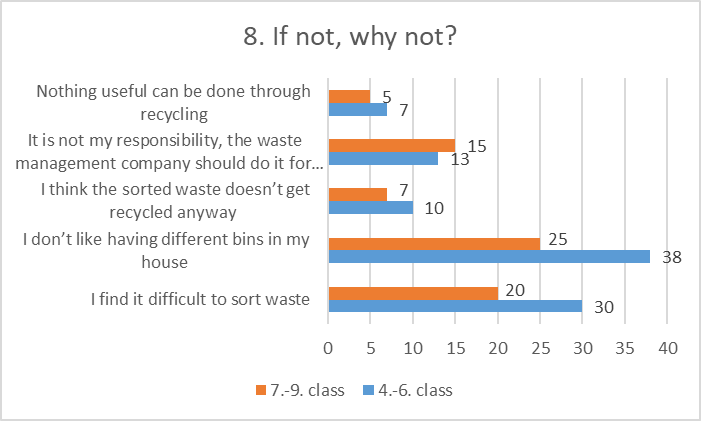 8. If not, why not?
Nothing useful can be done through
recycling
5
7
It is not my responsibility, the waste
management company should do it for…
15
13
I think the sorted waste doesn’t get
recycled anyway
7
10
I don’t like having different bins in my
house
25
38
I find it difficult to sort waste
20
30
0 5 10 15 20 25 30 35 40
7.-9. class 4.-6. class